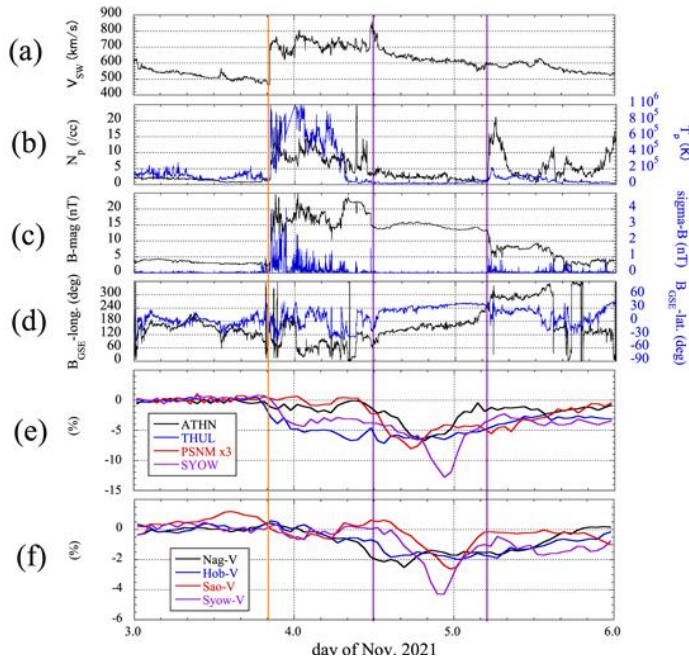 (a)
V_SW (km/s)
900
800
700
600
500
400
(b)
N_p (/cc)
20
15
10
5
0
1 10^6
8 10^5
6 10^5
4 10^5
2 10^5
0
T_p (K)
(c)
B-mag (nT)
25
20
15
10
5
0
4
3
2
1
0
sigma-B (nT)
(d)
B_GSE-long. (deg)
300
240
180
120
60
0
60
30
0
-30
-60
-90
B_GSE-lat. (deg)
(e)
(%)
0
-5
-10
-15
ATHN
THUL
PSNM x3
SYOW
(f)
(%)
0
-2
-4
-6
Nag-V
Hob-V
Sao-V
Syow-V
3.0
4.0
5.0
6.0
day of Nov, 2021